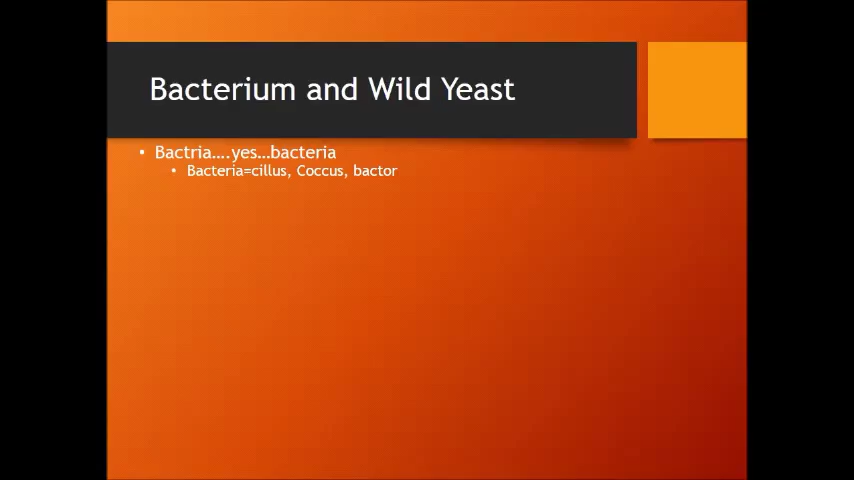 Bacterium and Wild Yeast
• Bactria....yes...bacteria
• Bacteria=cillus, Coccus, bactor